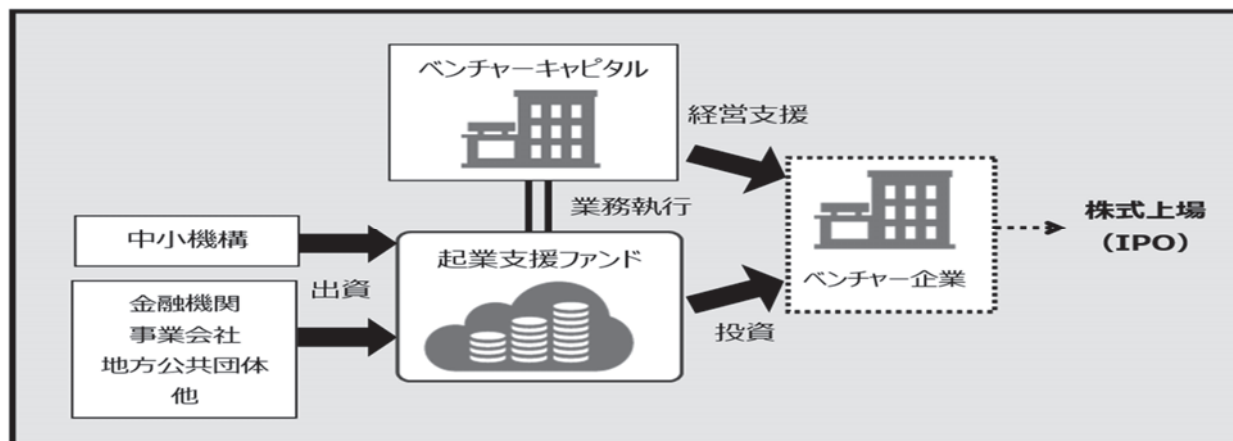 ベンチャーキャピタル
経営支援
業務執行
中小機構
出資
金融機関
事業会社
地方公共団体
他
起業支援ファンド
投資
ベンチャー企業
株式上場
（IPO）